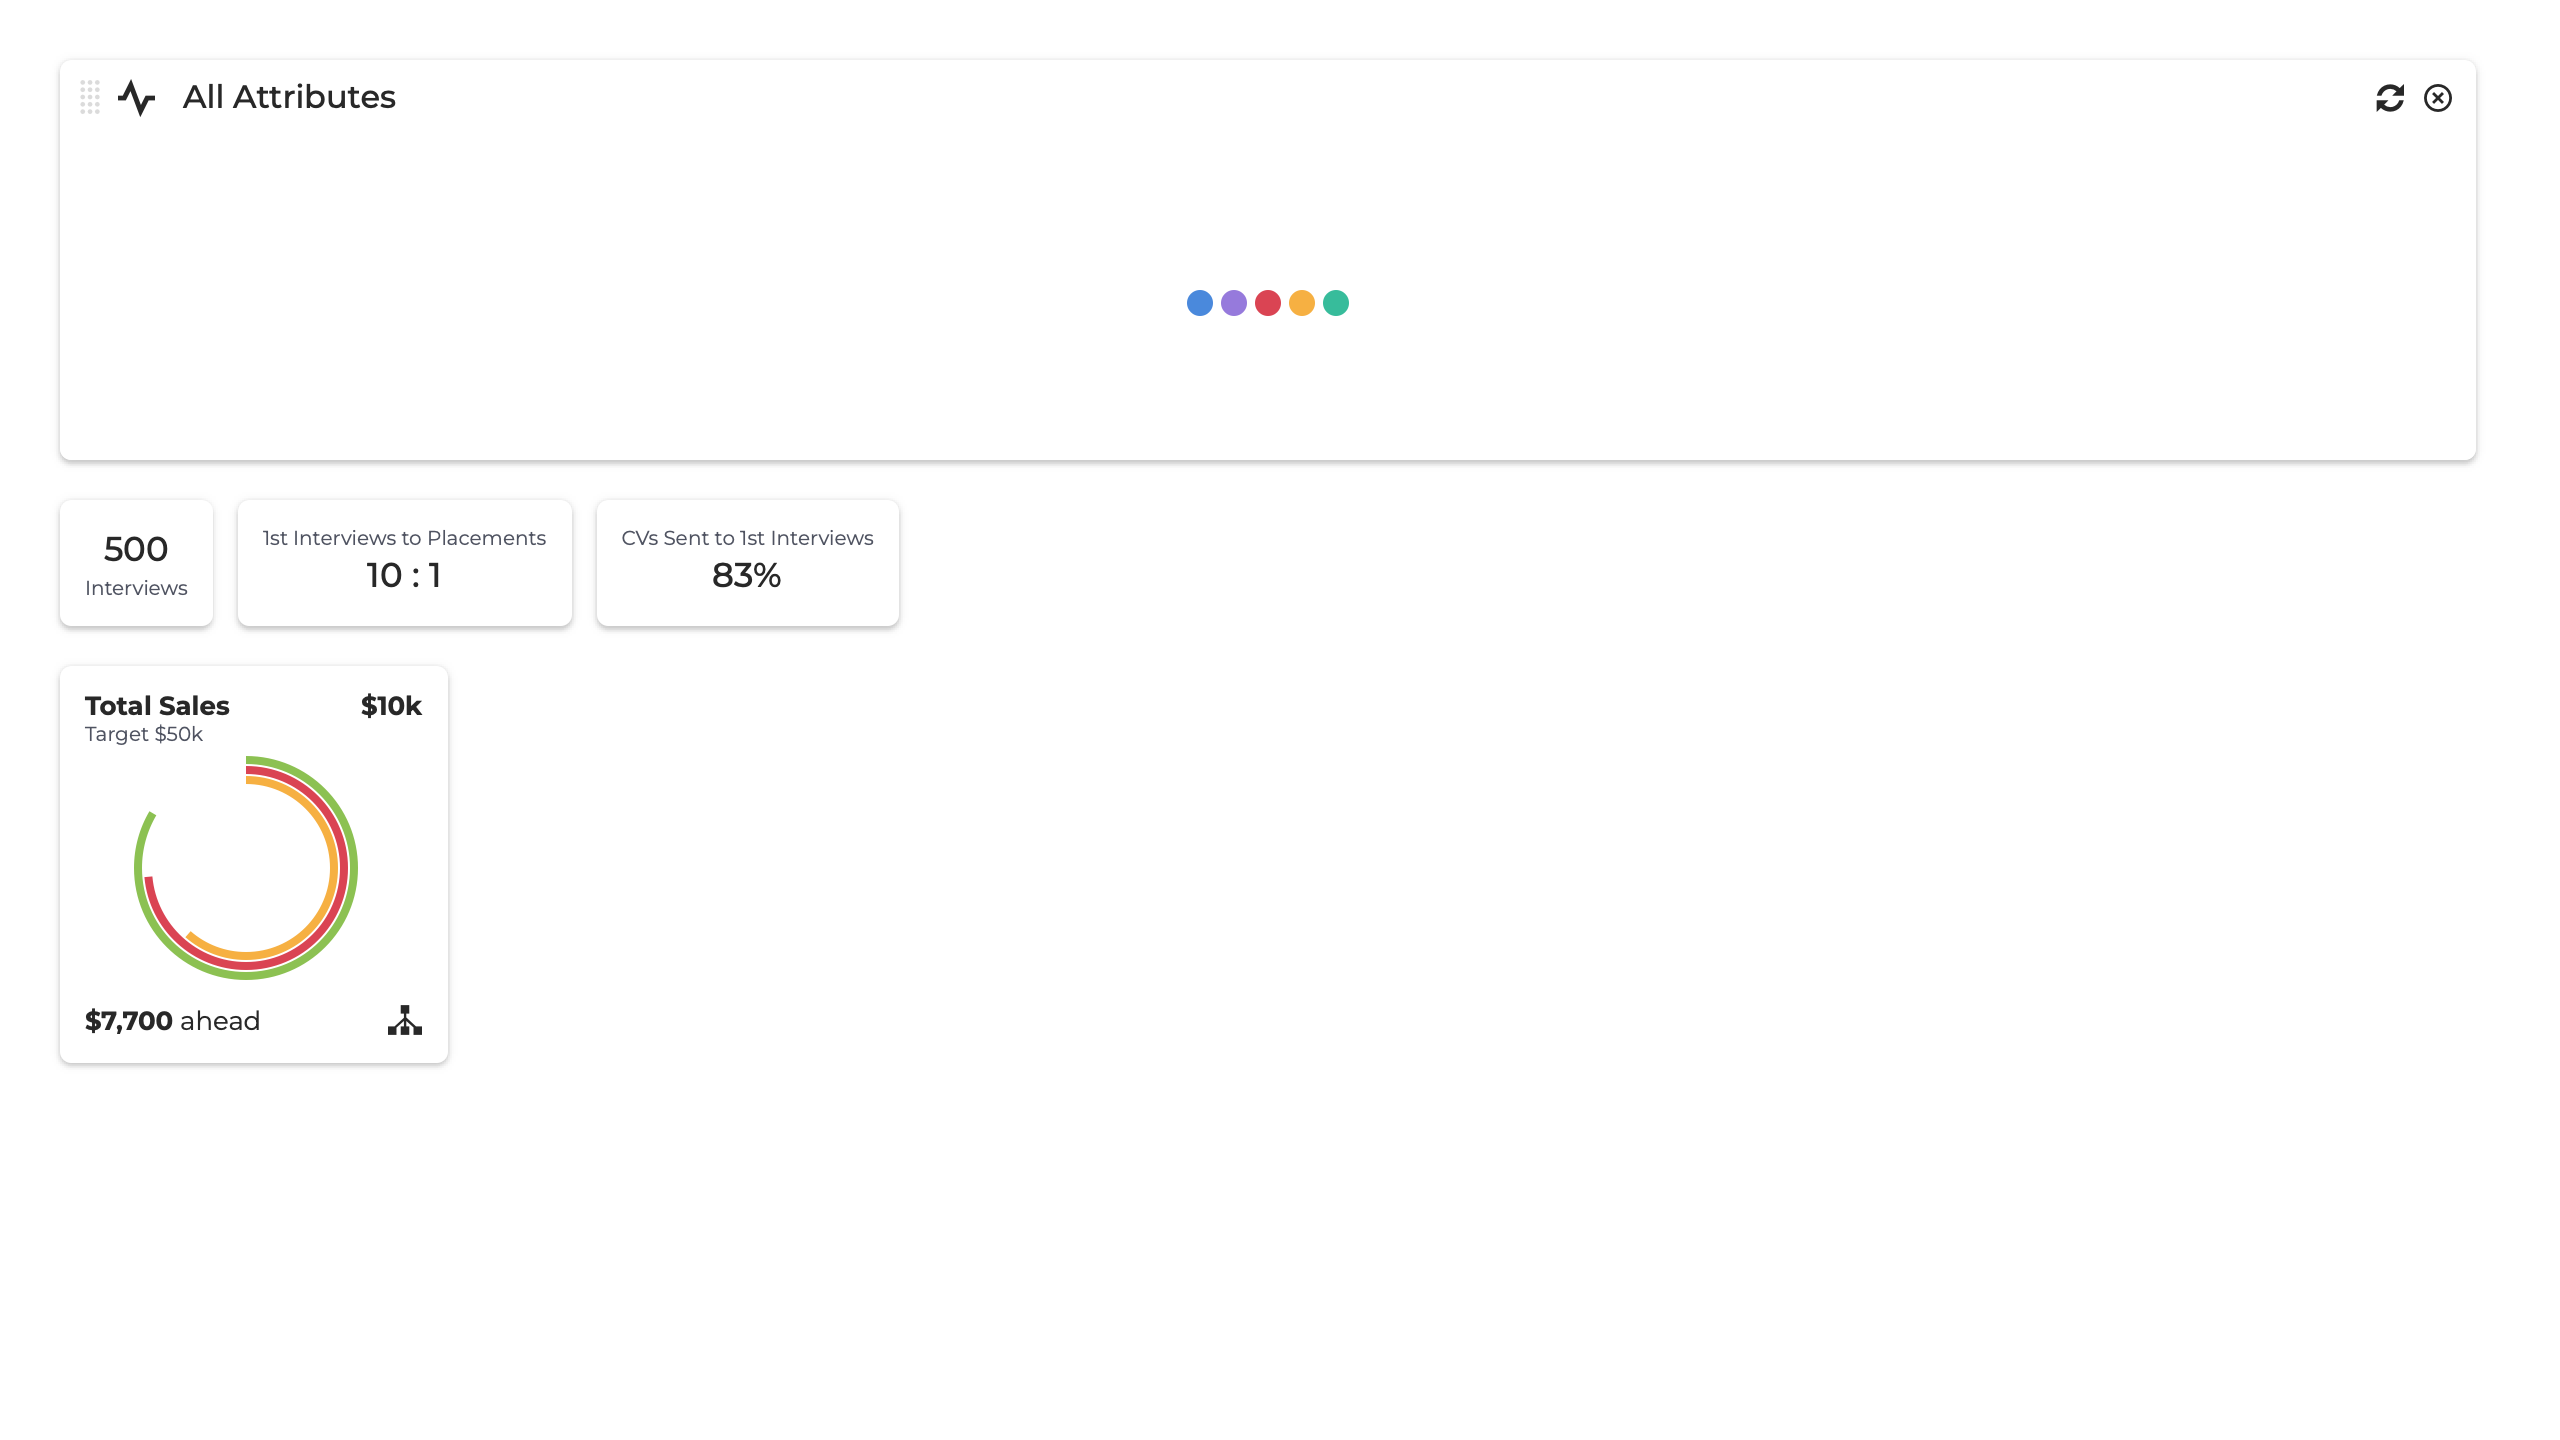 All Attributes
500
Interviews
1st Interviews to Placements
10 : 1
CVs Sent to 1st Interviews
83%
Total Sales
$10k
Target $50k
$7,700 ahead